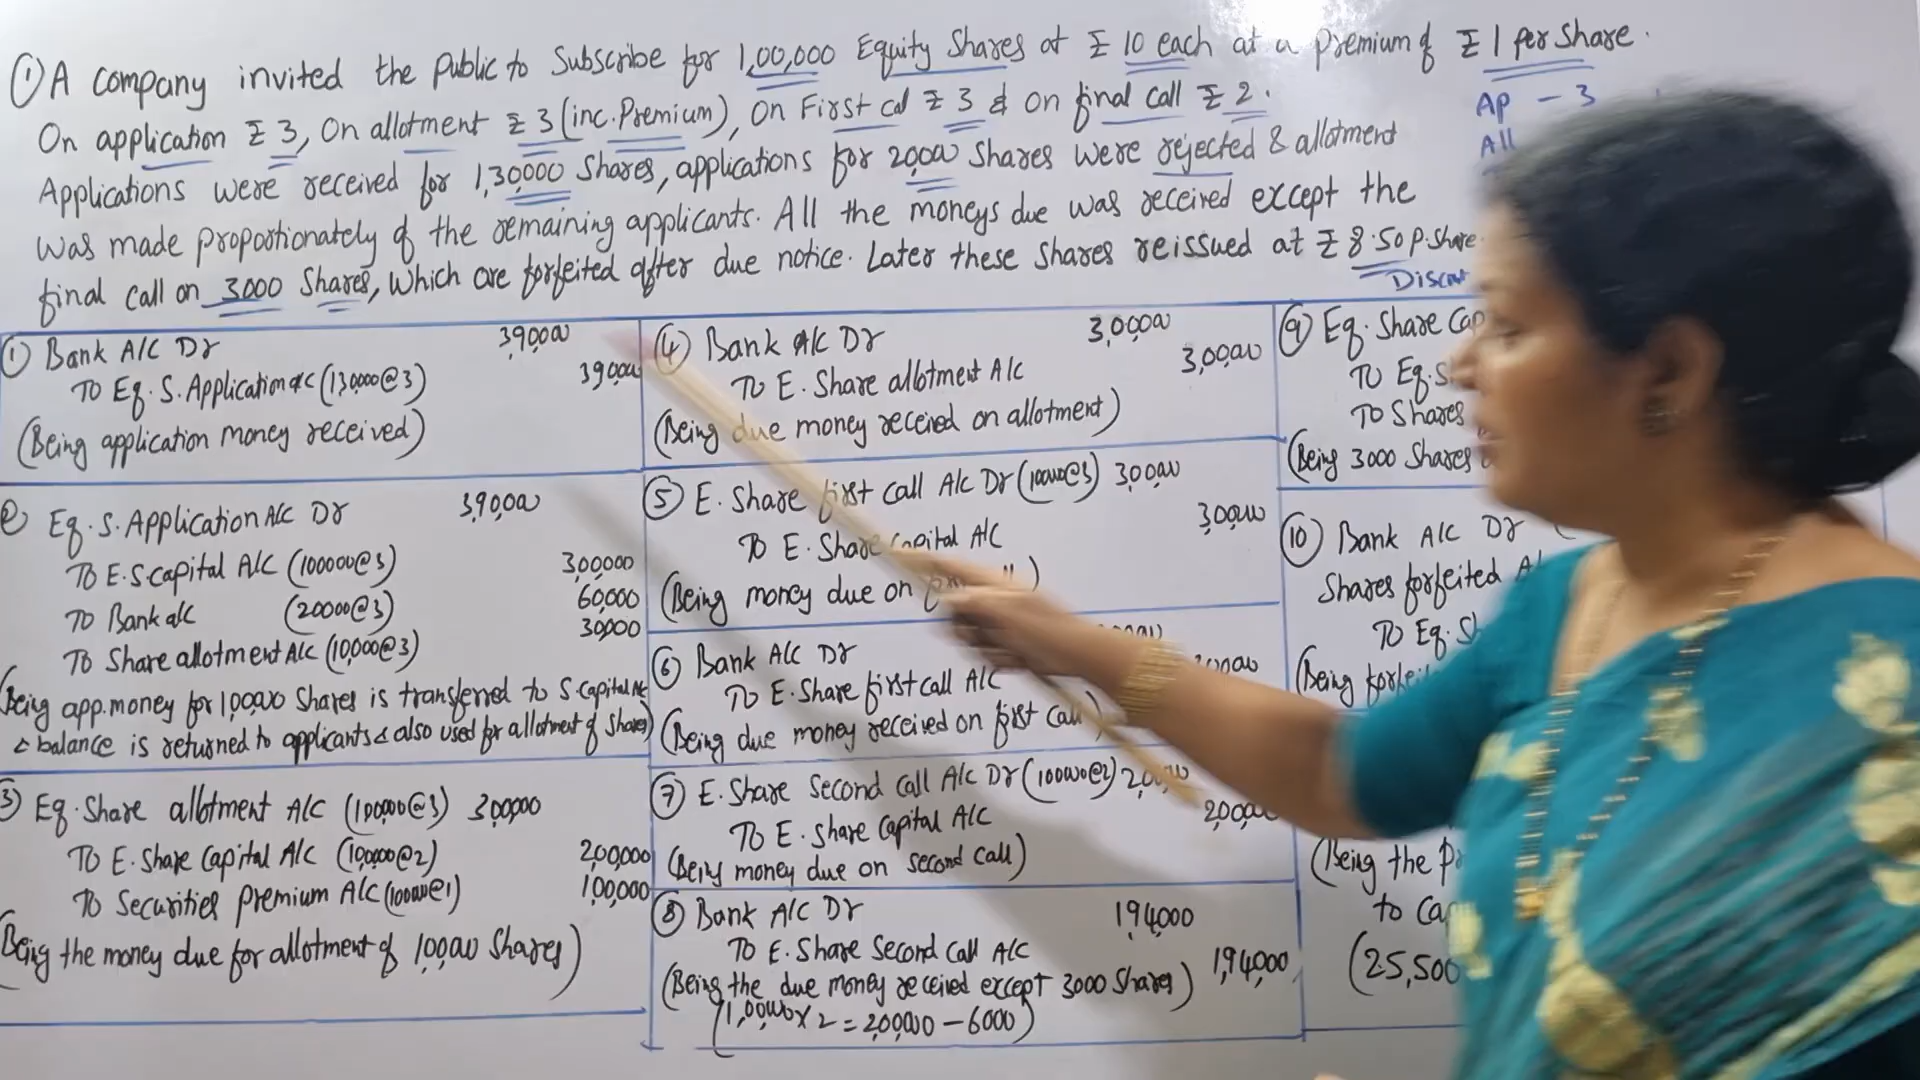 ① A Company invited the Public to Subscribe for 1,00,000 Equity Shares at ₹ 10 each at a premium of ₹ 1 per Share.
On application ₹ 3, On allotment ₹ 3 (inc. Premium), On First call ₹ 3 & On final call ₹ 2.
Applications were received for 1,30,000 Shares, applications for 20,000 Shares were rejected & allotment
was made proportionately of the remaining applicants. All the moneys due was received except the
final call on 3000 Shares, which are forfeited after due notice. Later these Shares reissued at ₹ 8.50 P. Share
Ap - 3
All
① Bank A/C Dr 3,90,000
To Eq. S. Application A/C (1,30,000@3) 3,90,000
(Being application money received)
Eq. S. Application A/C Dr 3,90,000
To E.S. Capital A/C (100000@3) 3,00,000
To Bank A/c (20000@3) 60,000
To Share allotment A/C (10,000@3) 30,000
(Being app. money for 1,00,000 Shares is transferred to S. Capital A/C
& balance is returned to applicants & also used for allotment of Shares)
③ Eq. Share allotment A/C (1,00,000@3) 3,00,000
To E. Share Capital A/C (1,00,000@2) 2,00,000
To Securities Premium A/C (100000@1) 1,00,000
(Being the money due for allotment of 1,00,000 Shares)
④ Bank A/C Dr 3,00,000
To E. Share allotment A/C 3,00,000
(Being due money received on allotment)
⑤ E. Share first call A/C Dr (100000@3) 3,00,000
To E. Share Capital A/C 3,00,000
(Being money due on
⑥ Bank A/C Dr
To E. Share first call A/C
(Being due money received on first call)
⑦ E. Share Second call A/C Dr (100000@2)
To E. Share Capital A/C 2,00,000
(Being money due on second call)
⑧ Bank A/C Dr 1,94,000
To E. Share Second call A/C 1,94,000
(Being the due money received except 3000 Shares)
(1,00,000 x 2 = 2,00,000 - 6000)
⑨ Eq. Share Cap
To Eq. S
To Shares
(Being 3000 Shares
⑩ Bank A/C Dr
Shares forfeited
To Eq. Sh
(Being forfei
(Being the Pr
to Cap
(25,500